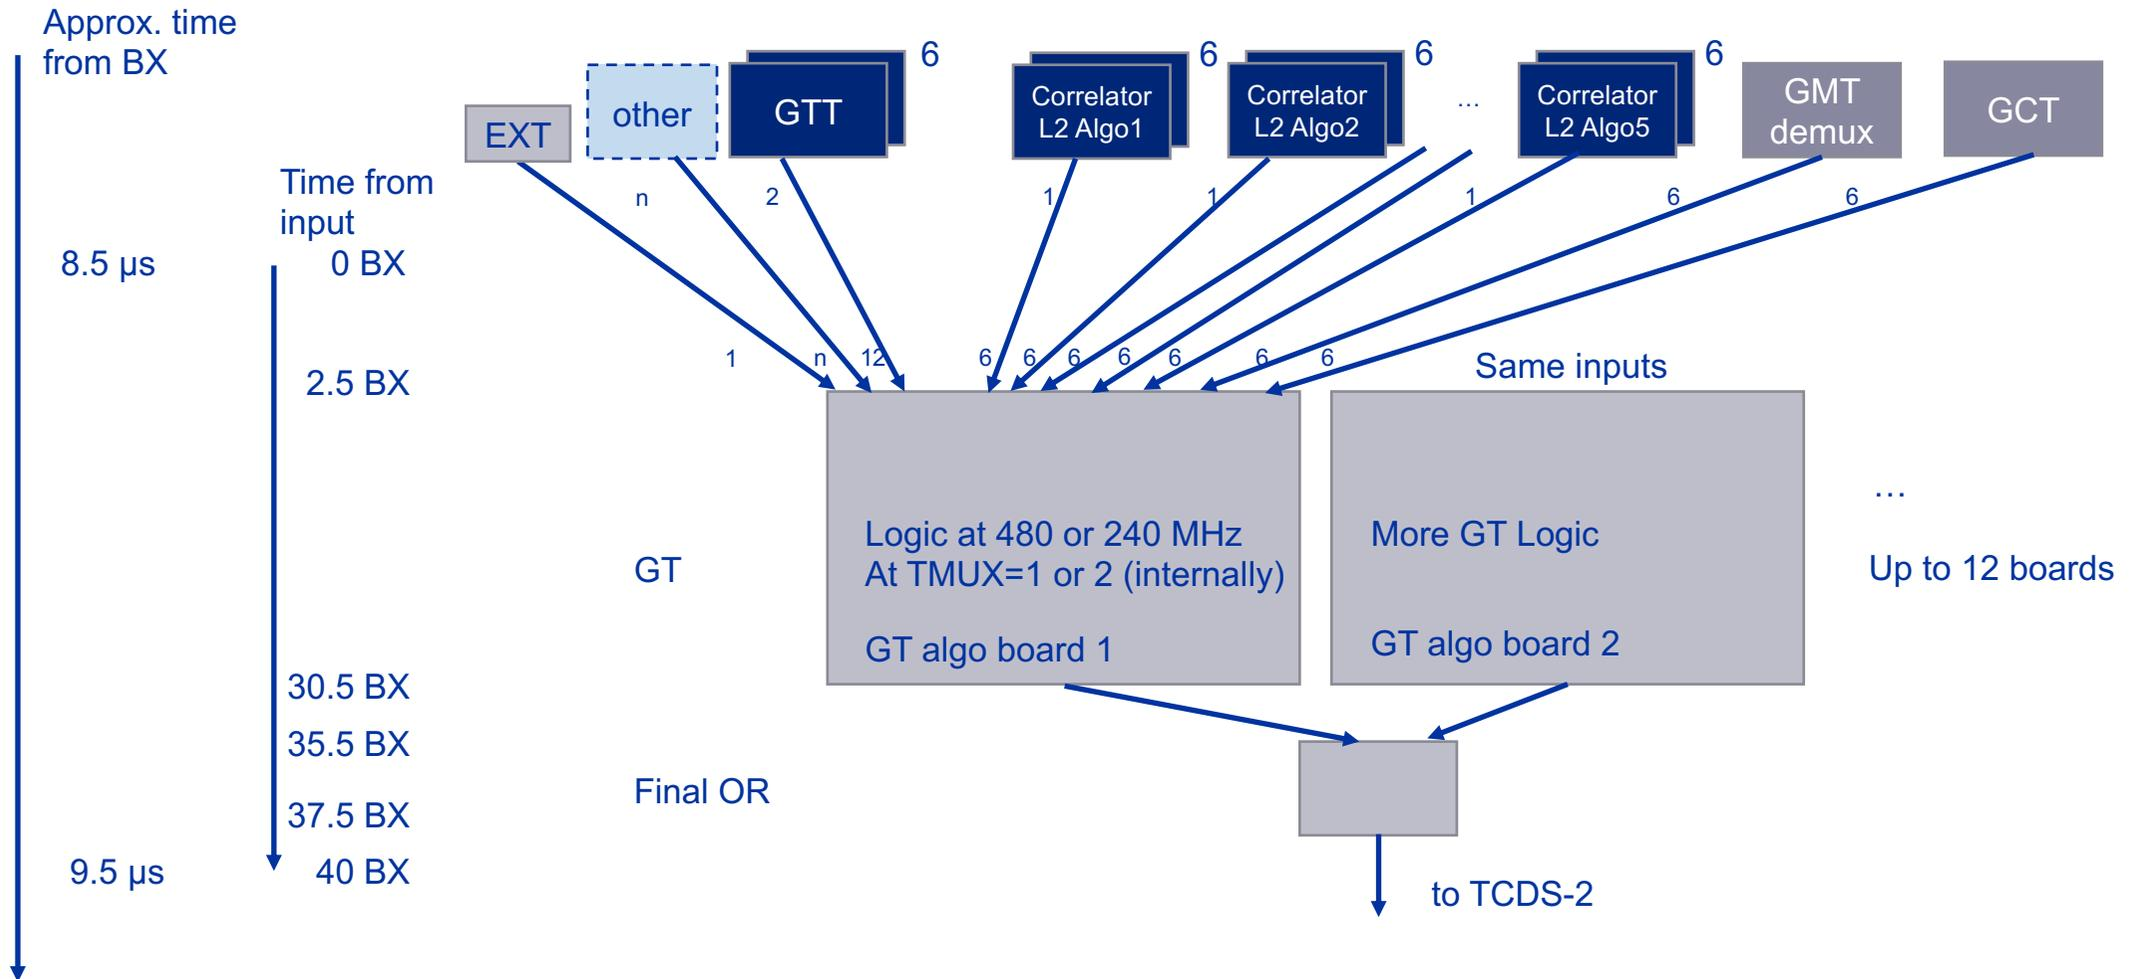 Approx. time
from BX
EXT
other
GTT
6
Correlator
L2 Algo1
6
Correlator
L2 Algo2
6
...
Correlator
L2 Algo5
6
GMT
demux
GCT
Time from
input
n
2
1
1
1
6
6
8.5 µs
0 BX
1
n
12
6
6
6
6
6
6
6
Same inputs
2.5 BX
Logic at 480 or 240 MHz
At TMUX=1 or 2 (internally)
GT algo board 1
More GT Logic
GT algo board 2
...
Up to 12 boards
GT
30.5 BX
35.5 BX
Final OR
37.5 BX
9.5 µs
40 BX
to TCDS-2